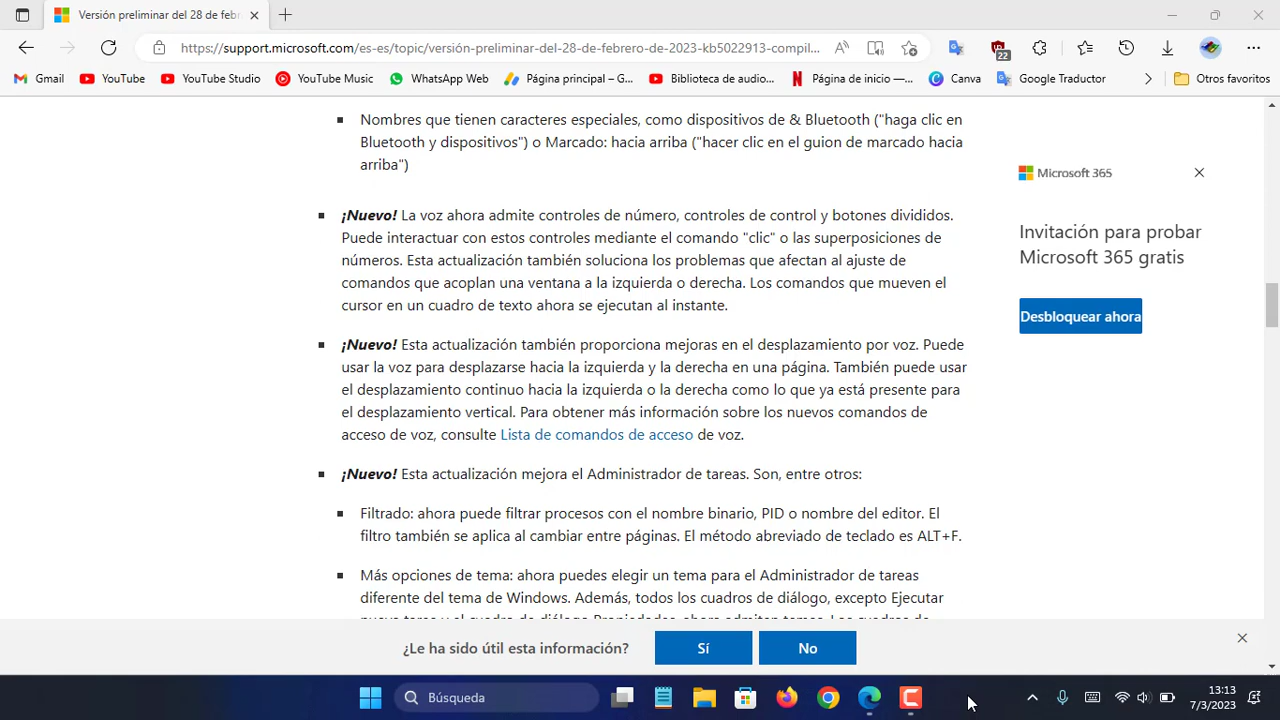 Versión preliminar del 28 de febr
https://support.microsoft.com/es-es/topic/versión-preliminar-del-28-de-febrero-de-2023-kb5022913-compil...
22
Gmail YouTube YouTube Studio YouTube Music WhatsApp Web Página principal – G... Biblioteca de audio... Página de inicio —... Canva Google Traductor Otros favoritos
Nombres que tienen caracteres especiales, como dispositivos de & Bluetooth ("haga clic en
Bluetooth y dispositivos") o Marcado: hacia arriba ("hacer clic en el guion de marcado hacia
arriba")
¡Nuevo! La voz ahora admite controles de número, controles de control y botones divididos.
Puede interactuar con estos controles mediante el comando "clic" o las superposiciones de
números. Esta actualización también soluciona los problemas que afectan al ajuste de
comandos que acoplan una ventana a la izquierda o derecha. Los comandos que mueven el
cursor en un cuadro de texto ahora se ejecutan al instante.
¡Nuevo! Esta actualización también proporciona mejoras en el desplazamiento por voz. Puede
usar la voz para desplazarse hacia la izquierda y la derecha en una página. También puede usar
el desplazamiento continuo hacia la izquierda o la derecha como lo que ya está presente para
el desplazamiento vertical. Para obtener más información sobre los nuevos comandos de
acceso de voz, consulte Lista de comandos de acceso de voz.
¡Nuevo! Esta actualización mejora el Administrador de tareas. Son, entre otros:
Filtrado: ahora puede filtrar procesos con el nombre binario, PID o nombre del editor. El
filtro también se aplica al cambiar entre páginas. El método abreviado de teclado es ALT+F.
Más opciones de tema: ahora puedes elegir un tema para el Administrador de tareas
diferente del tema de Windows. Además, todos los cuadros de diálogo, excepto Ejecutar
Microsoft 365
Invitación para probar
Microsoft 365 gratis
Desbloquear ahora
¿Le ha sido útil esta información? Sí No
Búsqueda
13:13
7/3/2023